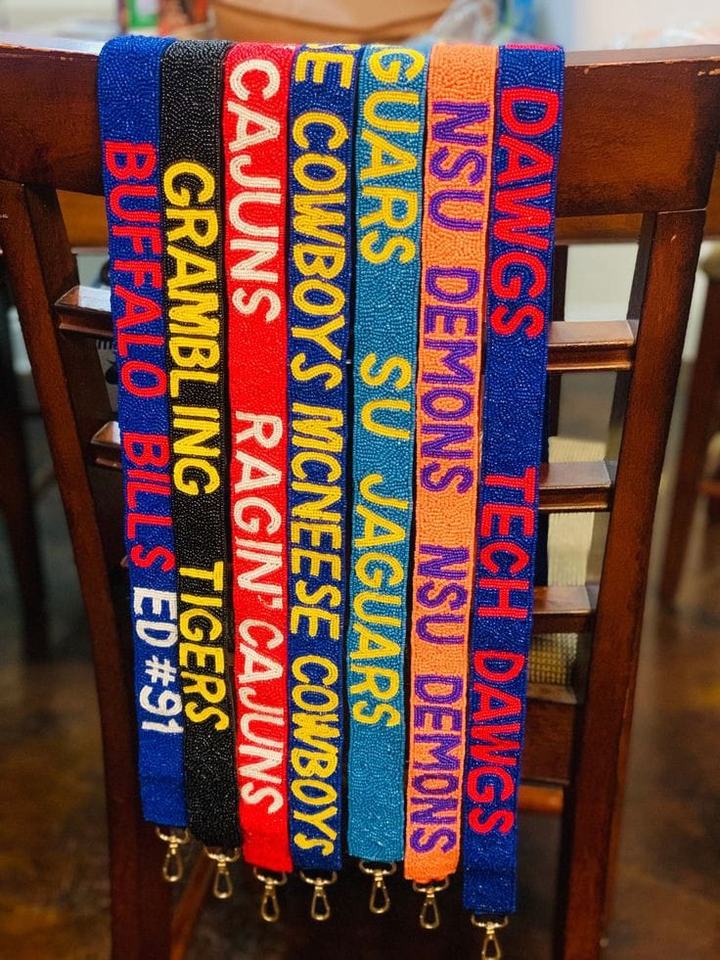 BUFFALO BILLS ED #91
GRAMBLING TIGERS
CAJUNS RAGIN' CAJUNS
COWBOYS MCNEESE COWBOYS
GUARS SU JAGUARS
NSU DEMONS NSU DEMONS
DAWGS TECH DAWGS